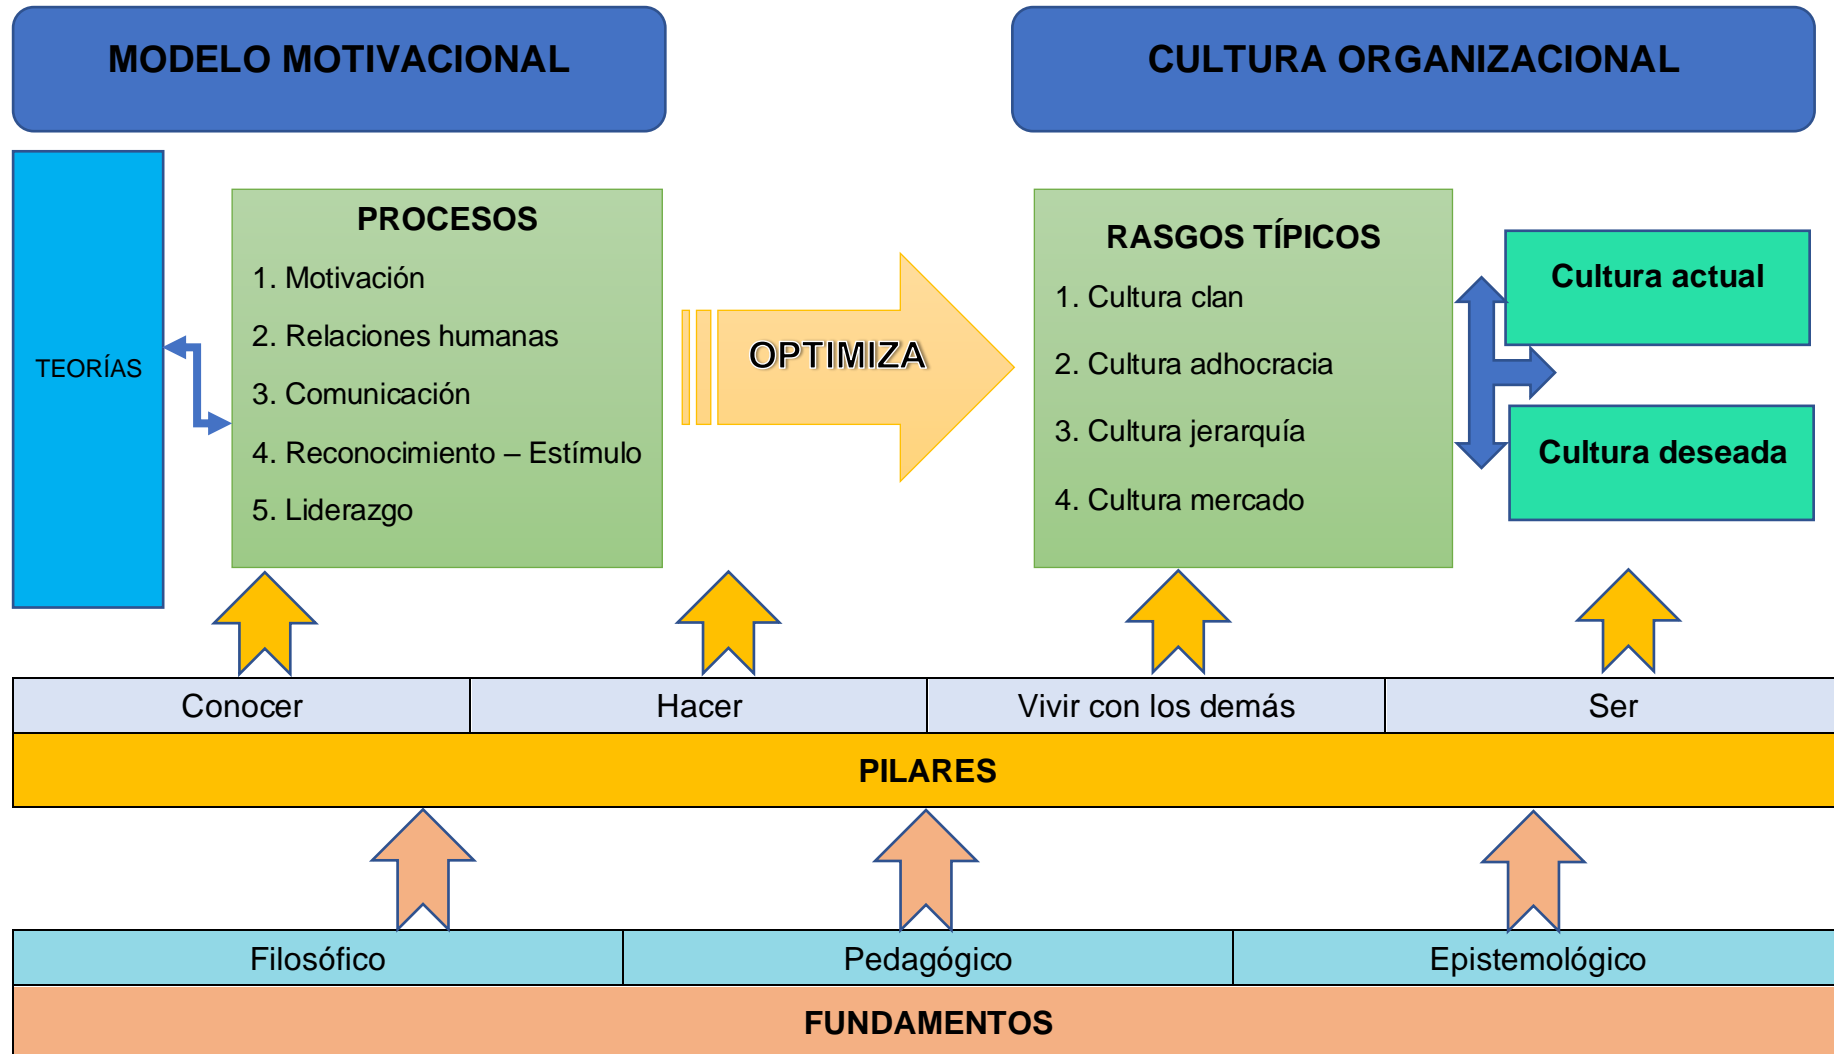 MODELO MOTIVACIONAL
CULTURA ORGANIZACIONAL
TEORÍAS
PROCESOS
1. Motivación
2. Relaciones humanas
3. Comunicación
4. Reconocimiento – Estímulo
5. Liderazgo
OPTIMIZA
RASGOS TÍPICOS
1. Cultura clan
2. Cultura adhocracia
3. Cultura jerarquía
4. Cultura mercado
Cultura actual
Cultura deseada
Conocer
Hacer
Vivir con los demás
Ser
PILARES
Filosófico
Pedagógico
Epistemológico
FUNDAMENTOS